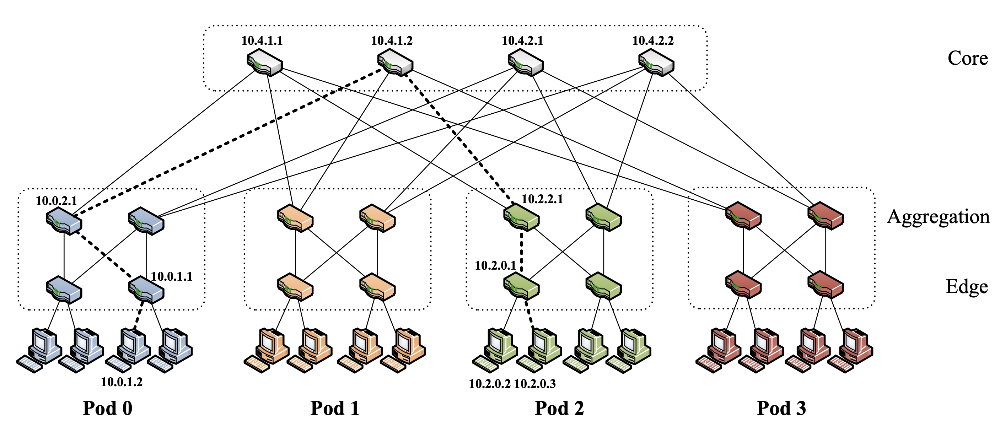 10.4.1.1 10.4.1.2 10.4.2.1 10.4.2.2
Core
10.0.2.1 10.2.2.1
Aggregation
10.2.0.1
10.0.1.1
Edge
10.0.1.2 10.2.0.2 10.2.0.3
Pod 0 Pod 1 Pod 2 Pod 3